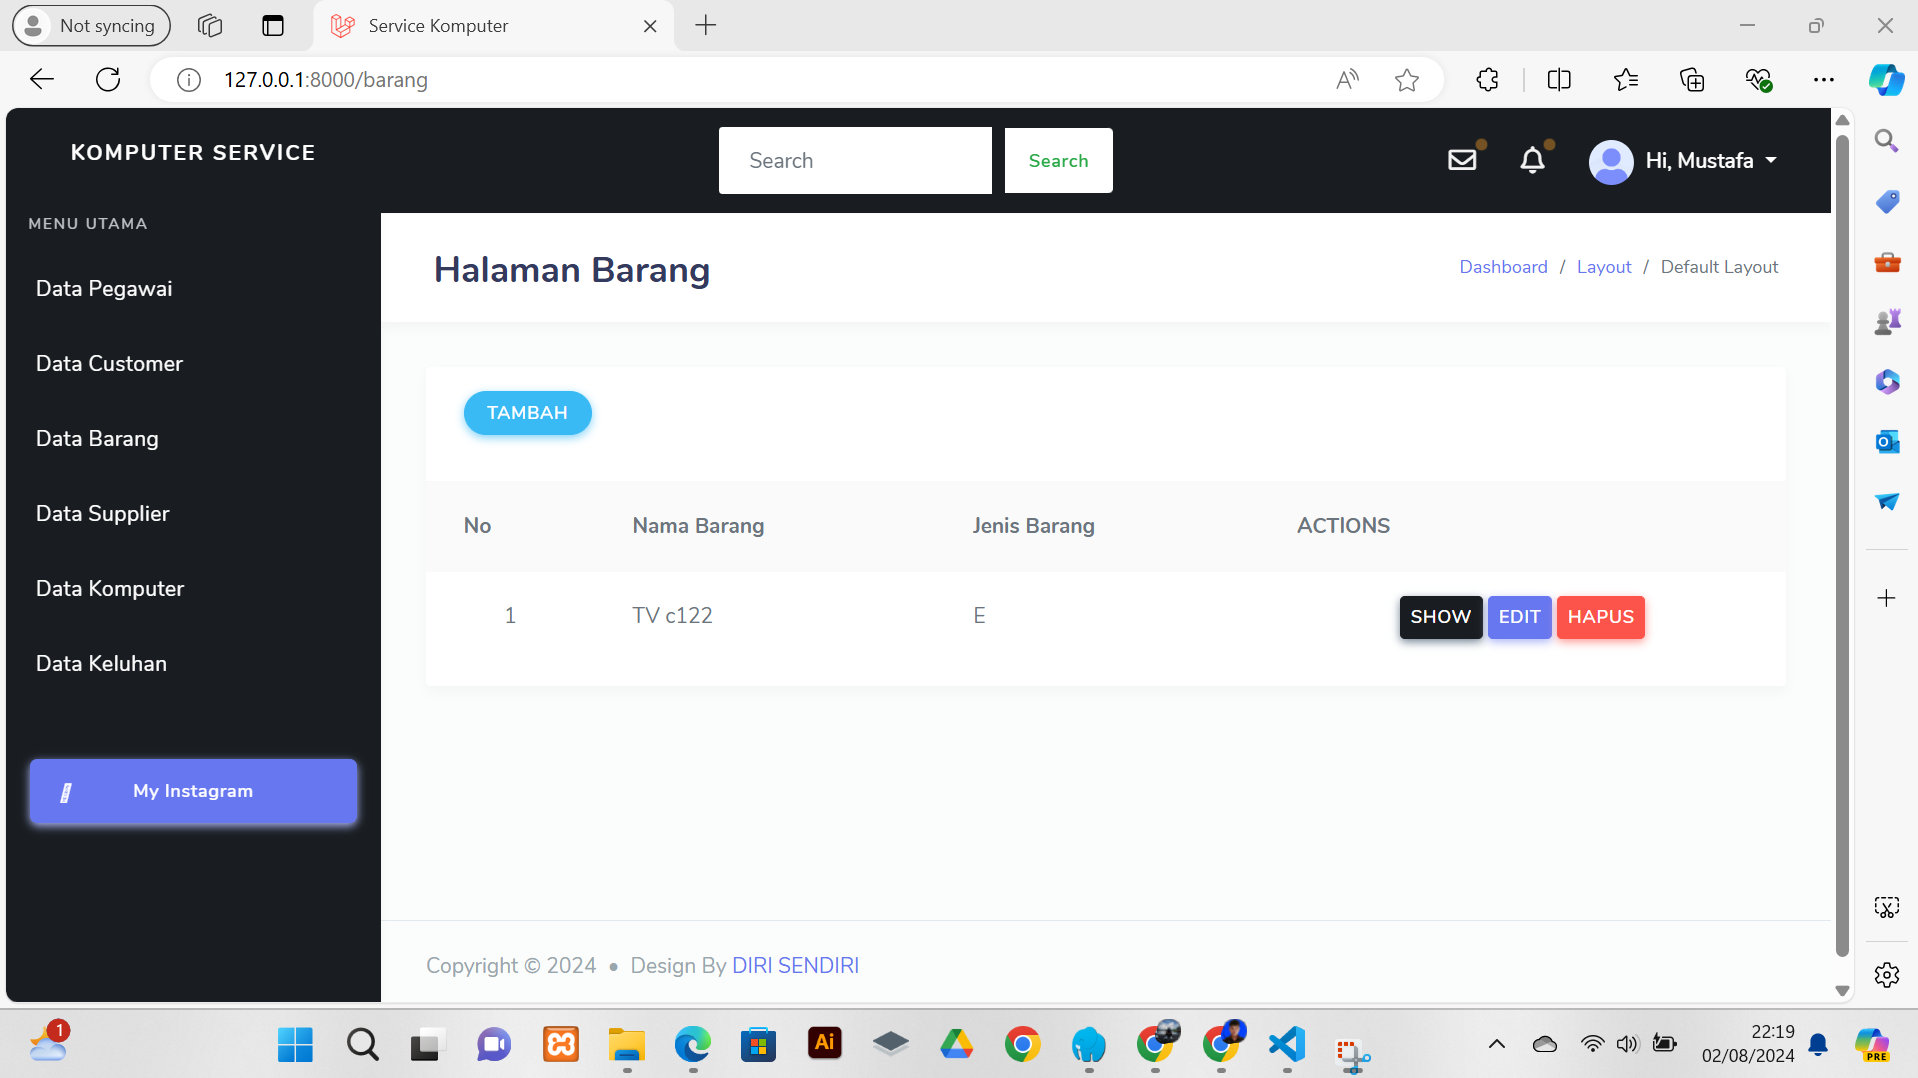 Not syncing
Service Komputer
127.0.0.1:8000/barang
KOMPUTER SERVICE
Search
Search
Hi, Mustafa
MENU UTAMA
Data Pegawai
Data Customer
Data Barang
Data Supplier
Data Komputer
Data Keluhan
My Instagram
Halaman Barang
Dashboard / Layout / Default Layout
TAMBAH
No Nama Barang Jenis Barang ACTIONS
1 TV c122 E SHOW EDIT HAPUS
Copyright © 2024 • Design By DIRI SENDIRI
1
Ai
22:19
02/08/2024
PRE